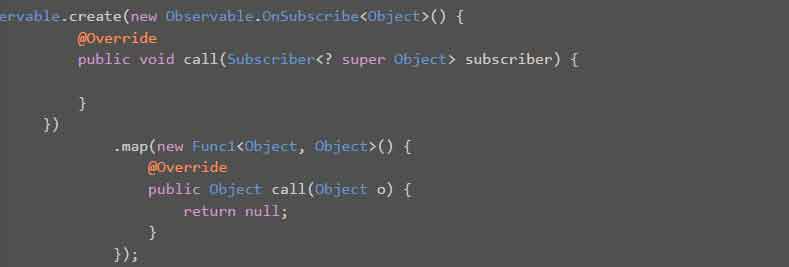 ervable.create(new Observable.OnSubscribe<Object>() {
@Override
public void call(Subscriber<? super Object> subscriber) {
}
})
.map(new Func1<Object, Object>() {
@Override
public Object call(Object o) {
return null;
}
});